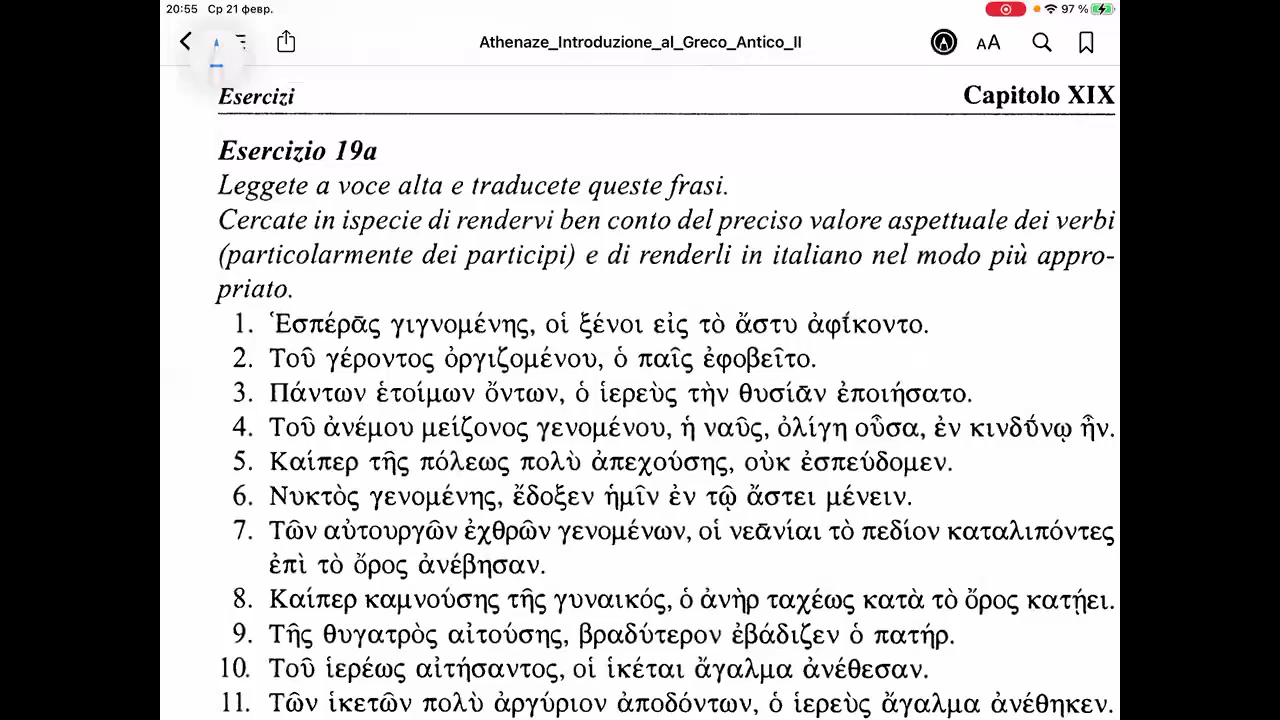 20:55 Ср 21 февр. 97 %
Athenaze_Introduzione_al_Greco_Antico_II AA
Esercizi Capitolo XIX
Esercizio 19a
Leggete a voce alta e traducete queste frasi.
Cercate in ispecie di rendervi ben conto del preciso valore aspettuale dei verbi
(particolarmente dei participi) e di renderli in italiano nel modo più appro-
priato.
1. Ἑσπέρᾱς γιγνομένης, οἱ ξένοι εἰς τὸ ἄστυ ἀφῑ́κοντο.
2. Τοῦ γέροντος ὀργιζομένου, ὁ παῖς ἐφοβεῖτο.
3. Πάντων ἑτοίμων ὄντων, ὁ ἱερεὺς τὴν θυσίᾱν ἐποιήσατο.
4. Τοῦ ἀνέμου μείζονος γενομένου, ἡ ναῦς, ὀλίγη οὖσα, ἐν κινδῡ́νῳ ἦν.
5. Καίπερ τῆς πόλεως πολὺ ἀπεχούσης, οὐκ ἐσπεύδομεν.
6. Νυκτὸς γενομένης, ἔδοξεν ἡμῖν ἐν τῷ ἄστει μένειν.
7. Τῶν αὐτουργῶν ἐχθρῶν γενομένων, οἱ νεᾱνίαι τὸ πεδίον καταλιπόντες
ἐπὶ τὸ ὄρος ἀνέβησαν.
8. Καίπερ καμνούσης τῆς γυναικός, ὁ ἀνὴρ ταχέως κατὰ τὸ ὄρος κατῄει.
9. Τῆς θυγατρὸς αἰτούσης, βραδύτερον ἐβάδιζεν ὁ πατήρ.
10. Τοῦ ἱερέως αἰτήσαντος, οἱ ἱκέται ἄγαλμα ἀνέθεσαν.
11. Τῶν ἱκετῶν πολὺ ἀργύριον ἀποδόντων, ὁ ἱερεὺς ἄγαλμα ἀνέθηκεν.